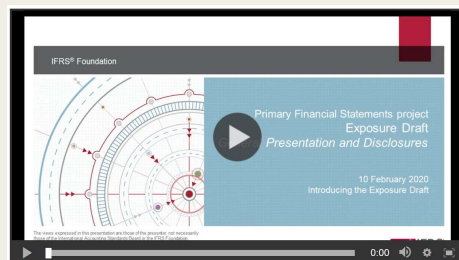 IFRS® Foundation
Primary Financial Statements project
Exposure Draft
General Presentation and Disclosures
10 February 2020
Introducing the Exposure Draft
The views expressed in this presentation are those of the presenter, not necessarily
those of the International Accounting Standards Board or the IFRS Foundation.
0:00